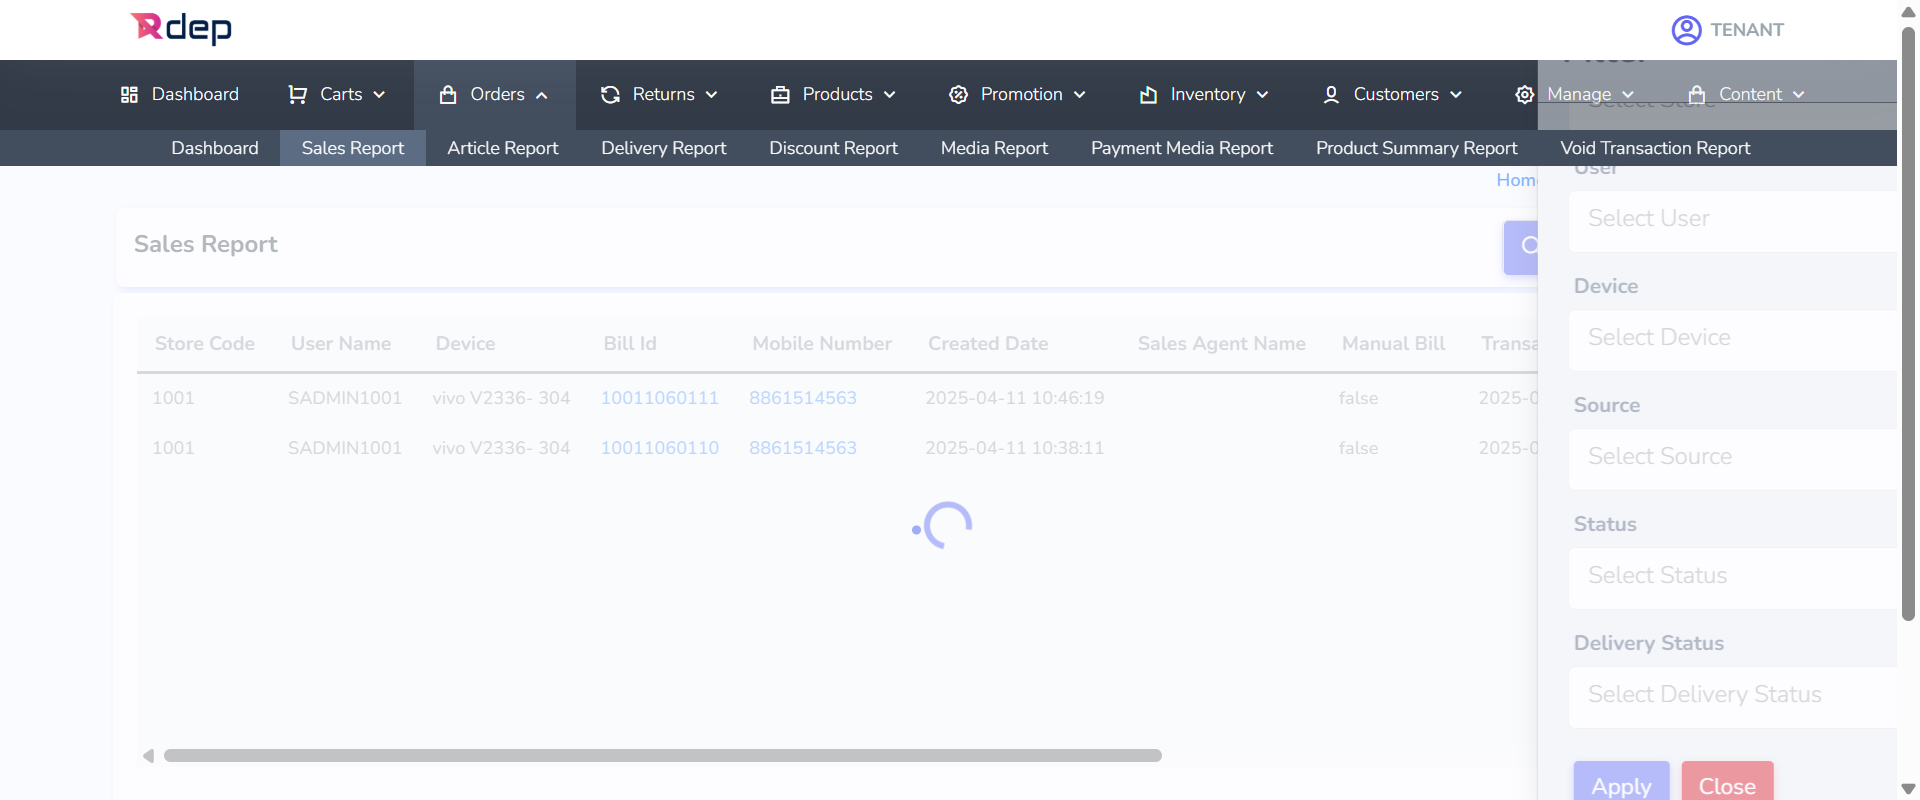 Rdep
TENANT
Dashboard Carts Orders Returns Products Promotion Inventory Customers Manage Content
Select Store
Dashboard Sales Report Article Report Delivery Report Discount Report Media Report Payment Media Report Product Summary Report Void Transaction Report
User
Home
Select User
Sales Report
Device
Select Device
Store Code User Name Device Bill Id Mobile Number Created Date Sales Agent Name Manual Bill Transa
1001 SADMIN1001 vivo V2336- 304 10011060111 8861514563 2025-04-11 10:46:19 false 2025-0
1001 SADMIN1001 vivo V2336- 304 10011060110 8861514563 2025-04-11 10:38:11 false 2025-0
Source
Select Source
Status
Select Status
Delivery Status
Select Delivery Status
Apply Close